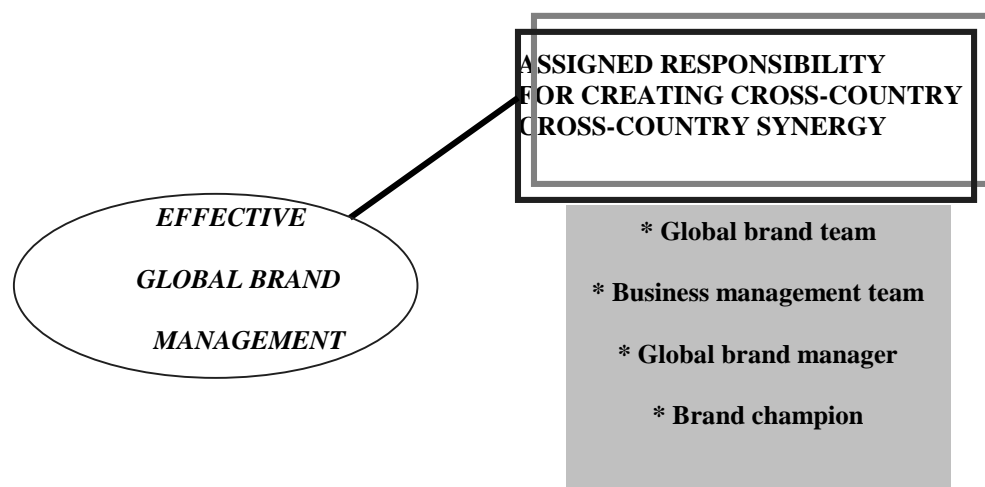 ASSIGNED RESPONSIBILITY
FOR CREATING CROSS-COUNTRY
CROSS-COUNTRY SYNERGY
EFFECTIVE
GLOBAL BRAND
MANAGEMENT
* Global brand team
* Business management team
* Global brand manager
* Brand champion